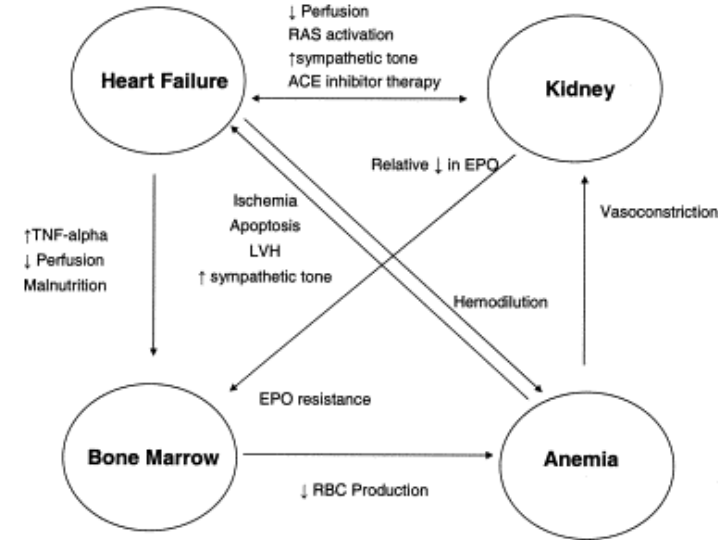 ↓ Perfusion
RAS activation
↑sympathetic tone
ACE inhibitor therapy
Heart Failure
Kidney
Relative ↓ in EPO
Ischemia
Apoptosis
LVH
↑ sympathetic tone
Vasoconstriction
↑TNF-alpha
↓ Perfusion
Malnutrition
Hemodilution
EPO resistance
Bone Marrow
Anemia
↓ RBC Production